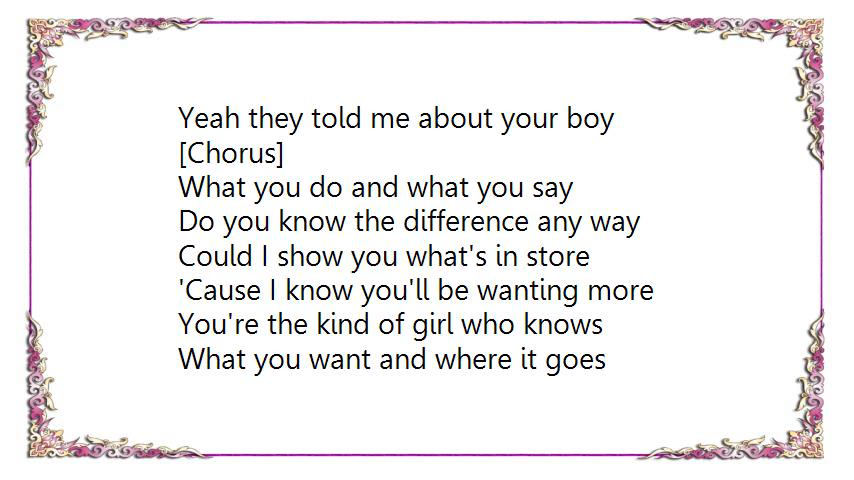 Yeah they told me about your boy
[Chorus]
What you do and what you say
Do you know the difference any way
Could I show you what's in store
'Cause I know you'll be wanting more
You're the kind of girl who knows
What you want and where it goes